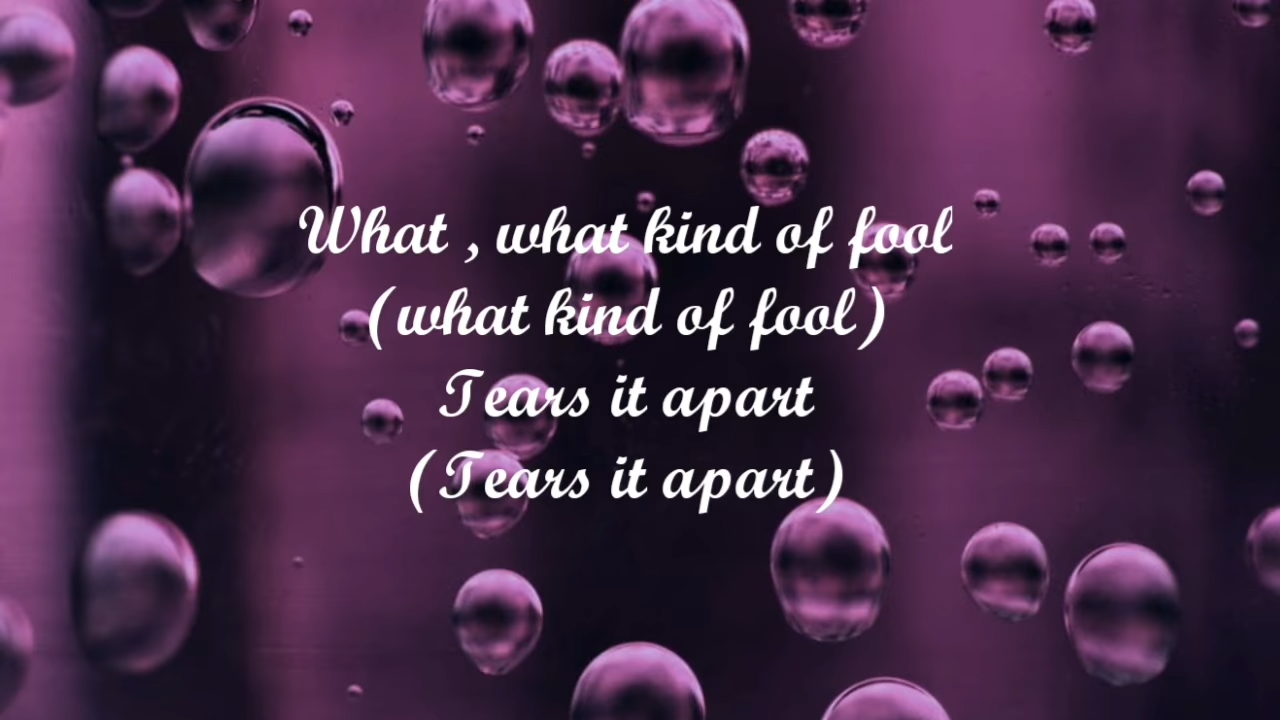 What , what kind of fool
(what kind of fool)
Tears it apart
(Tears it apart)